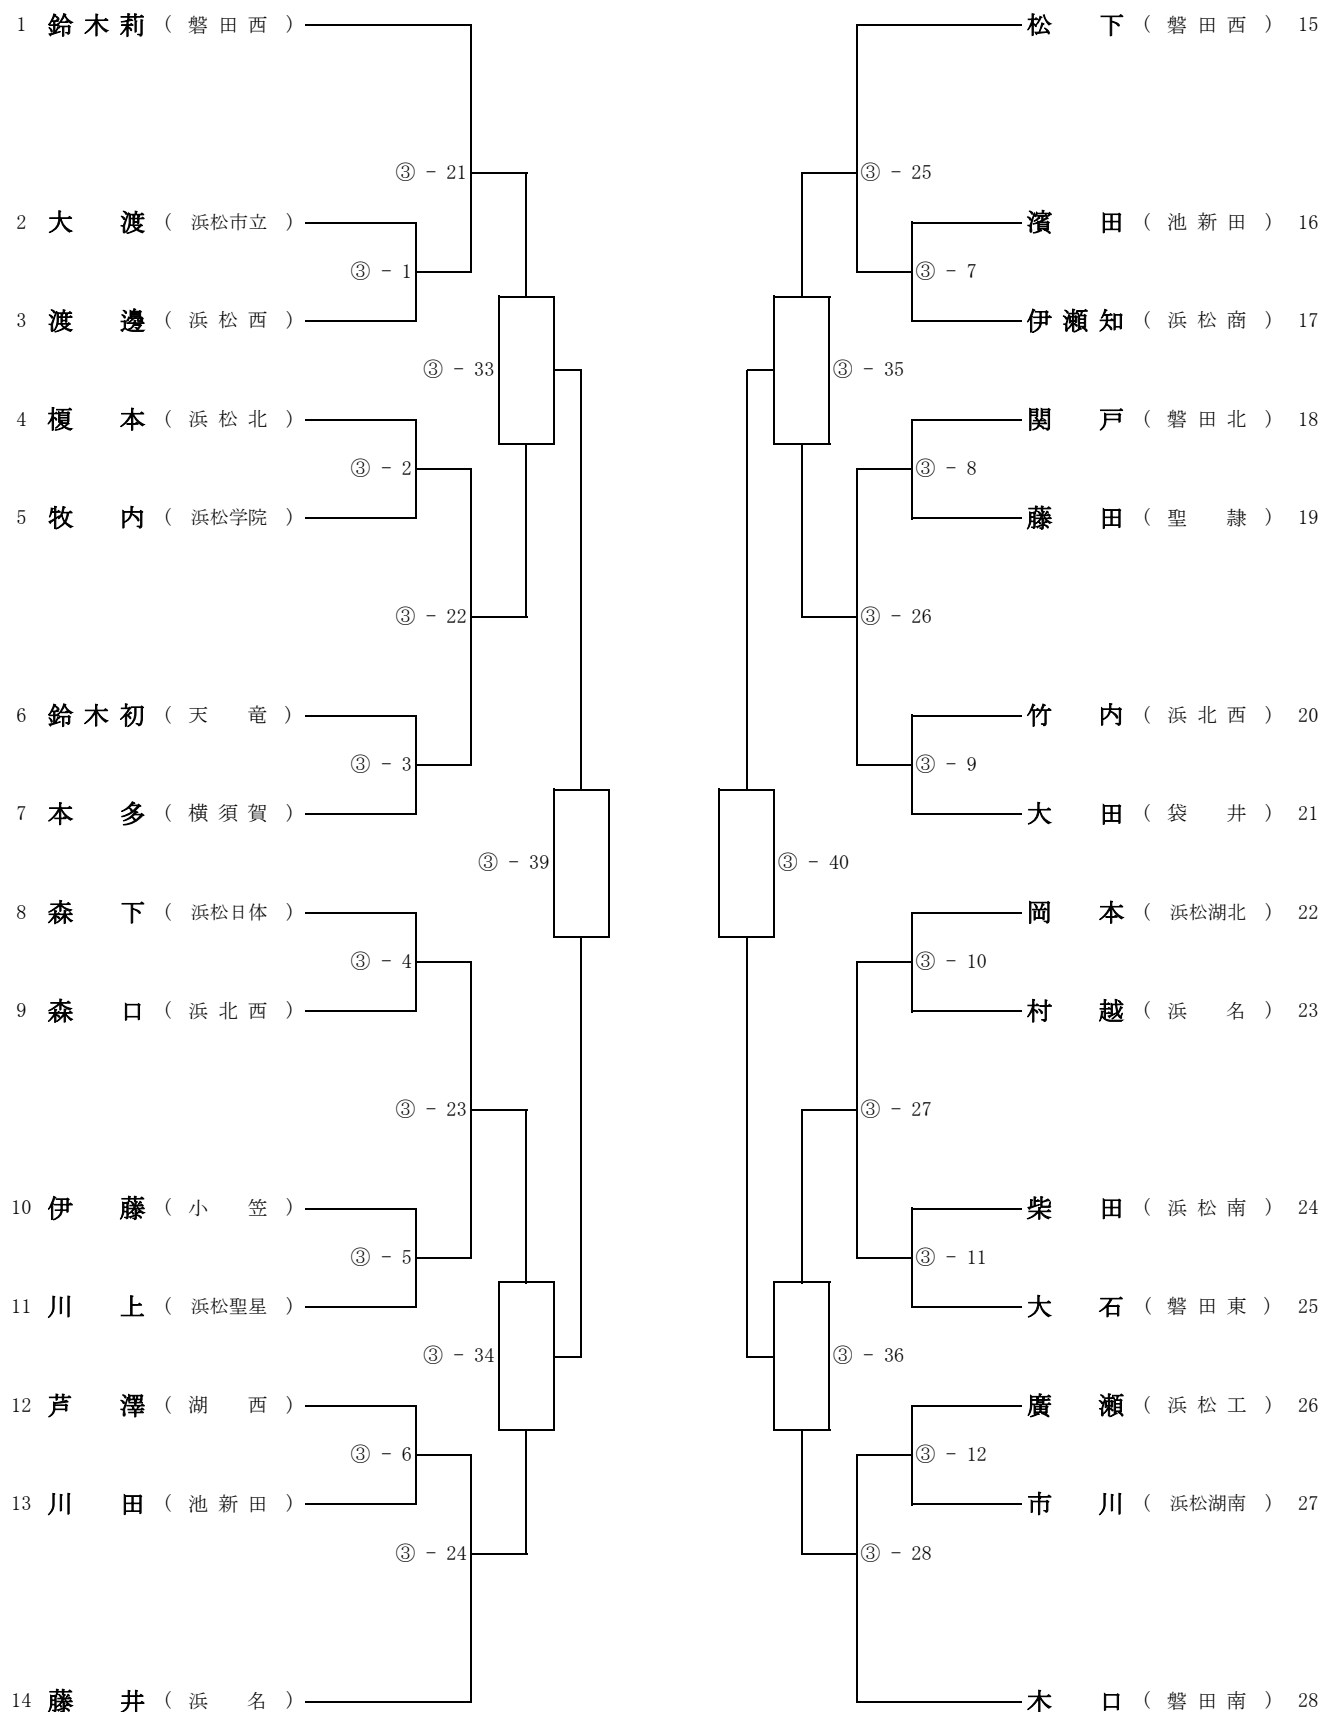 1 鈴木莉 （ 磐田西 ）
③ - 21
2 大渡 （ 浜松市立 ）
③ - 1
3 渡邊 （ 浜松西 ）
③ - 33
4 榎本 （ 浜松北 ）
③ - 2
5 牧内 （ 浜松学院 ）
③ - 22
6 鈴木初 （ 天竜 ）
③ - 3
7 本多 （ 横須賀 ）
③ - 39
8 森下 （ 浜松日体 ）
③ - 4
9 森口 （ 浜北西 ）
③ - 23
10 伊藤 （ 小笠 ）
③ - 5
11 川上 （ 浜松聖星 ）
③ - 34
12 芦澤 （ 湖西 ）
③ - 6
13 川田 （ 池新田 ）
③ - 24
14 藤井 （ 浜名 ）
松下 （ 磐田西 ） 15
③ - 25
濱田 （ 池新田 ） 16
③ - 7
伊瀬知 （ 浜松商 ） 17
③ - 35
関戸 （ 磐田北 ） 18
③ - 8
藤田 （ 聖隷 ） 19
③ - 26
竹内 （ 浜北西 ） 20
③ - 9
大田 （ 袋井 ） 21
③ - 40
岡本 （ 浜松湖北 ） 22
③ - 10
村越 （ 浜名 ） 23
③ - 27
柴田 （ 浜松南 ） 24
③ - 11
大石 （ 磐田東 ） 25
③ - 36
廣瀬 （ 浜松工 ） 26
③ - 12
市川 （ 浜松湖南 ） 27
③ - 28
木口 （ 磐田南 ） 28